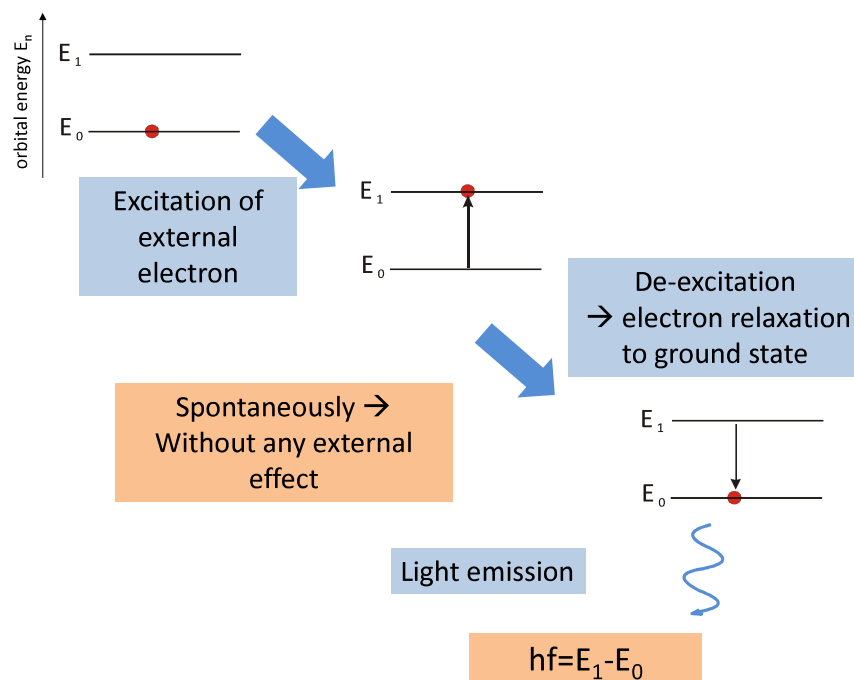 orbital energy Eₙ
E₁
E₀
Excitation of
external
electron
E₁
E₀
De-excitation
→ electron relaxation
to ground state
Spontaneously →
Without any external
effect
E₁
E₀
Light emission
hf=E₁-E₀